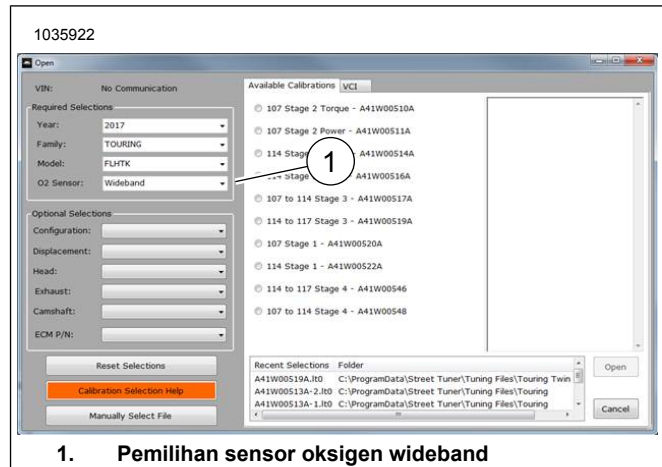 1035922
Open
VIN: No Communication
Required Selections
Year: 2017
Family: TOURING
Model: FLHTK
O2 Sensor: Wideband
Optional Selections
Configuration:
Displacement:
Head:
Exhaust:
Camshaft:
ECM P/N:
Reset Selections
Calibration Selection Help
Manually Select File
Available Calibrations VCI
107 Stage 2 Torque - A41W00510A
107 Stage 2 Power - A41W00511A
114 Stage A41W00514A
114 Stage A41W00516A
107 to 114 Stage 3 - A41W00517A
114 to 117 Stage 3 - A41W00519A
107 Stage 1 - A41W00520A
114 Stage 1 - A41W00522A
114 to 117 Stage 4 - A41W00546
107 to 114 Stage 4 - A41W00548
1
Recent Selections Folder
A41W00519A.lt0 C:\ProgramData\Street Tuner\Tuning Files\Touring Twin
A41W00513A-2.lt0 C:\ProgramData\Street Tuner\Tuning Files\Touring
A41W00513A-1.lt0 C:\ProgramData\Street Tuner\Tuning Files\Touring
Open
Cancel
1. Pemilihan sensor oksigen wideband